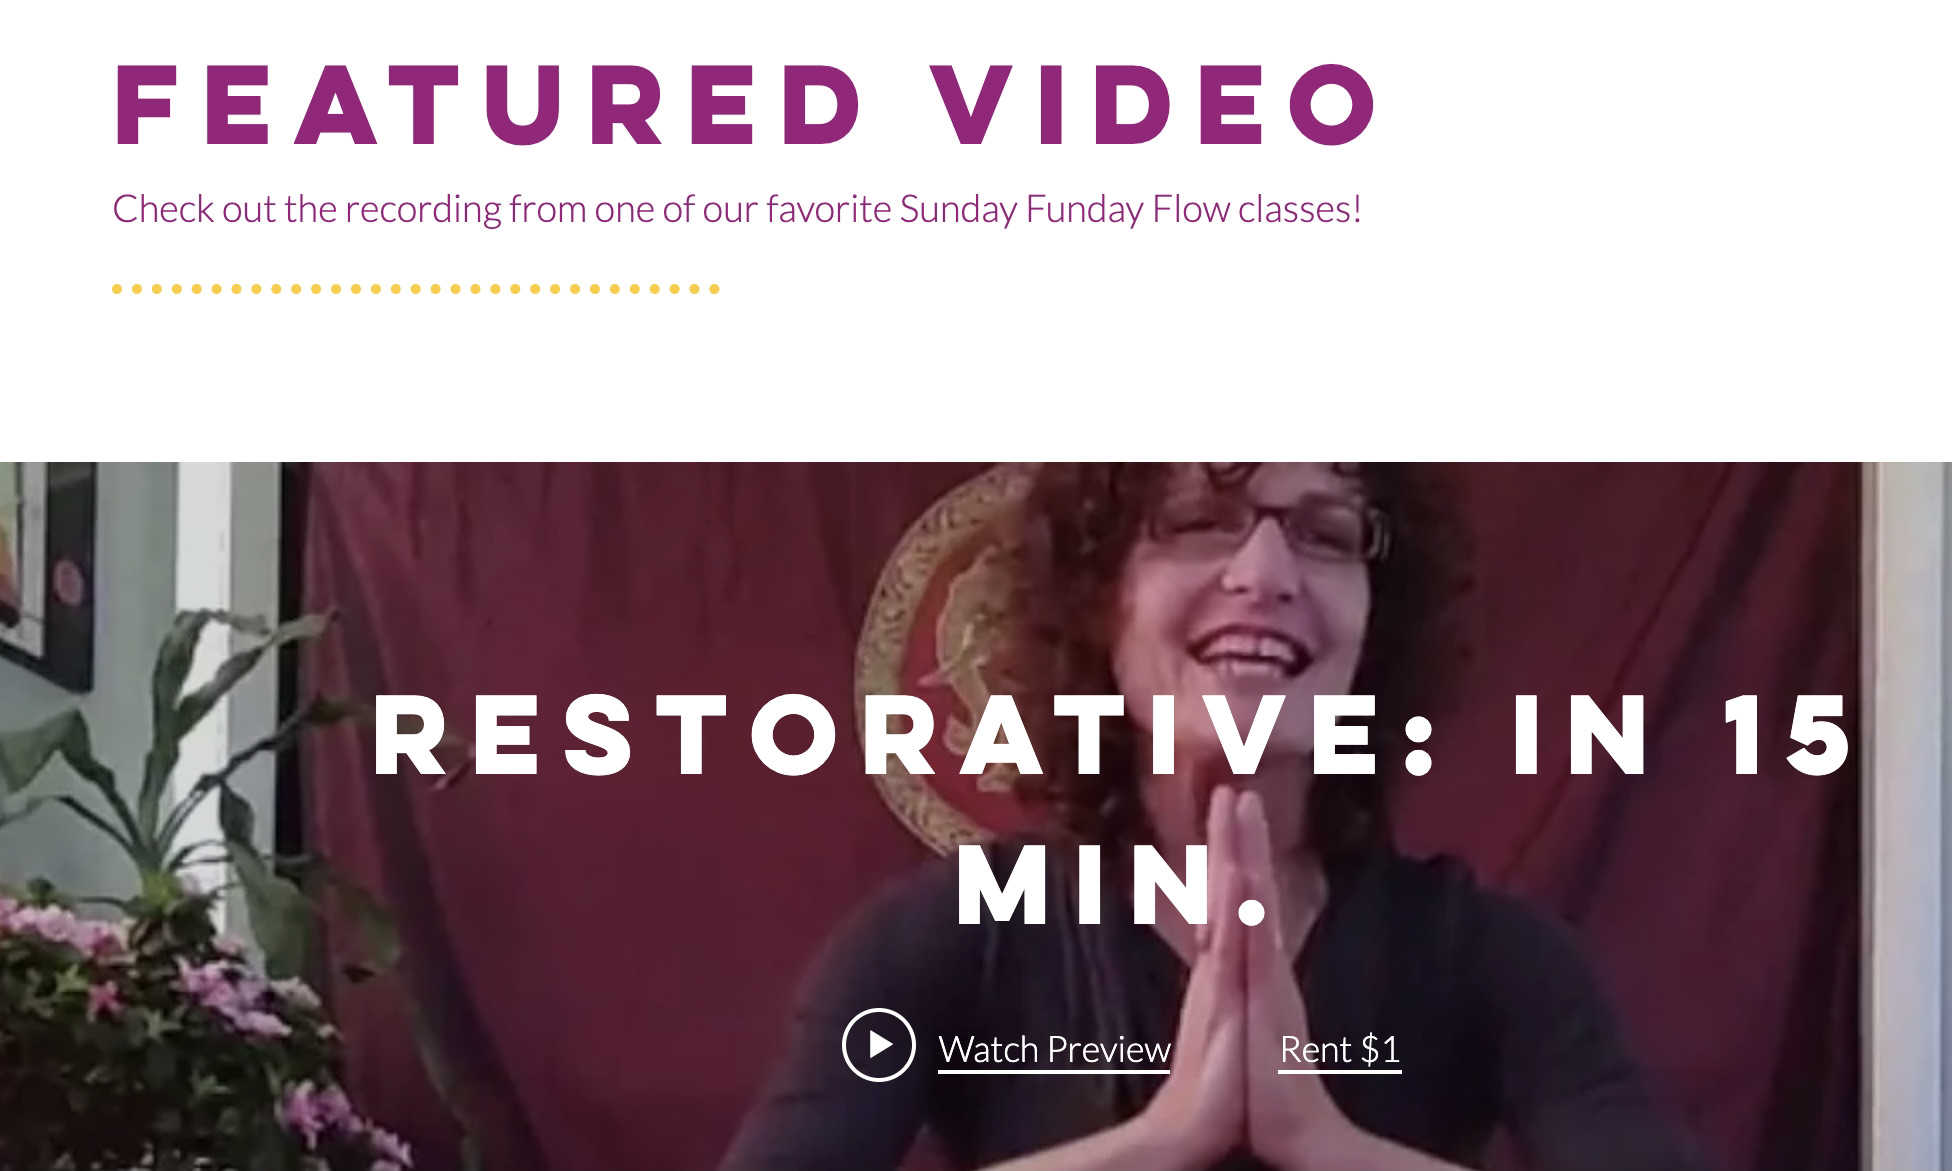 FEATURED VIDEO
Check out the recording from one of our favorite Sunday Funday Flow classes!
RESTORATIVE: IN 15
MIN.
Watch Preview Rent $1